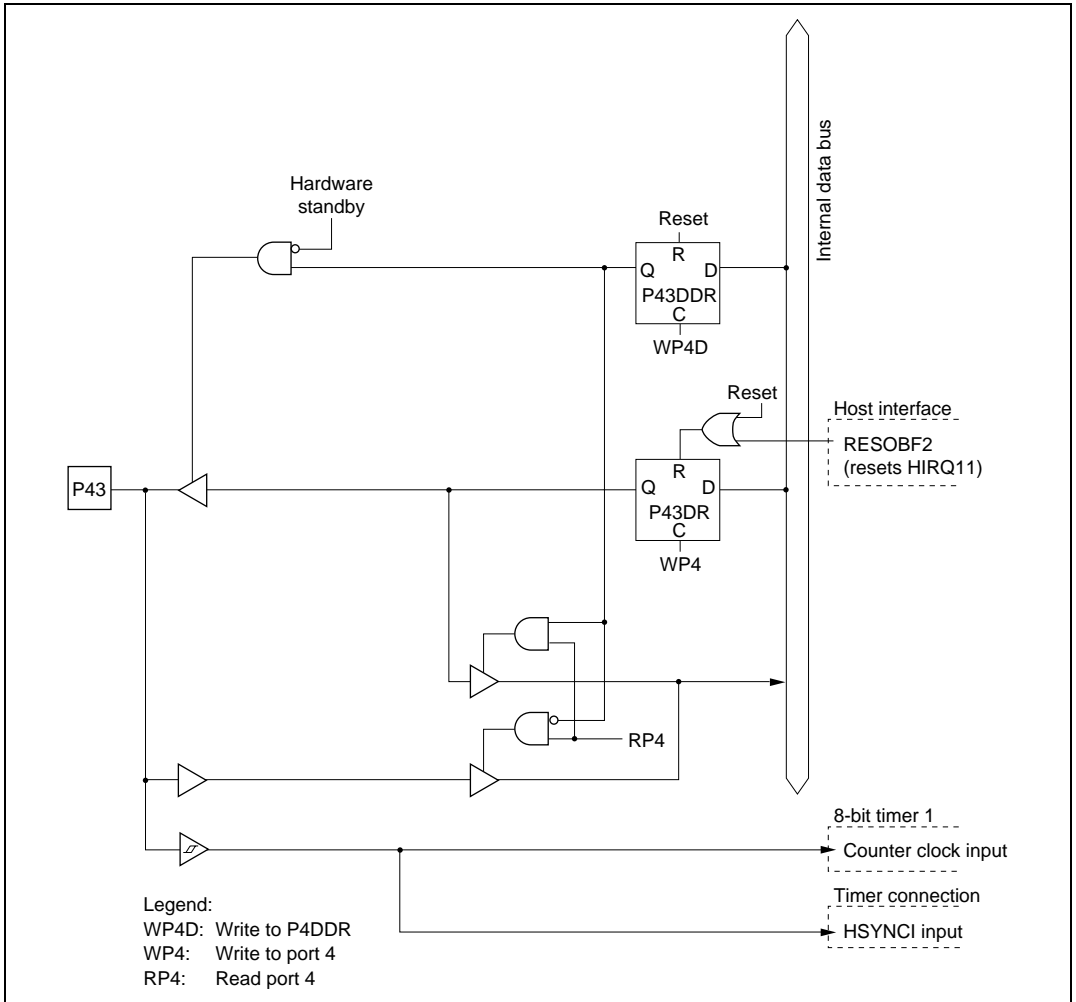 Hardware
standby
Internal data bus
Reset
R
Q D
P43DDR
C
WP4D
Reset
Host interface
RESOBF2
(resets HIRQ11)
R
P43
Q D
P43DR
C
WP4
RP4
8-bit timer 1
Counter clock input
Timer connection
HSYNCI input
Legend:
WP4D: Write to P4DDR
WP4: Write to port 4
RP4: Read port 4